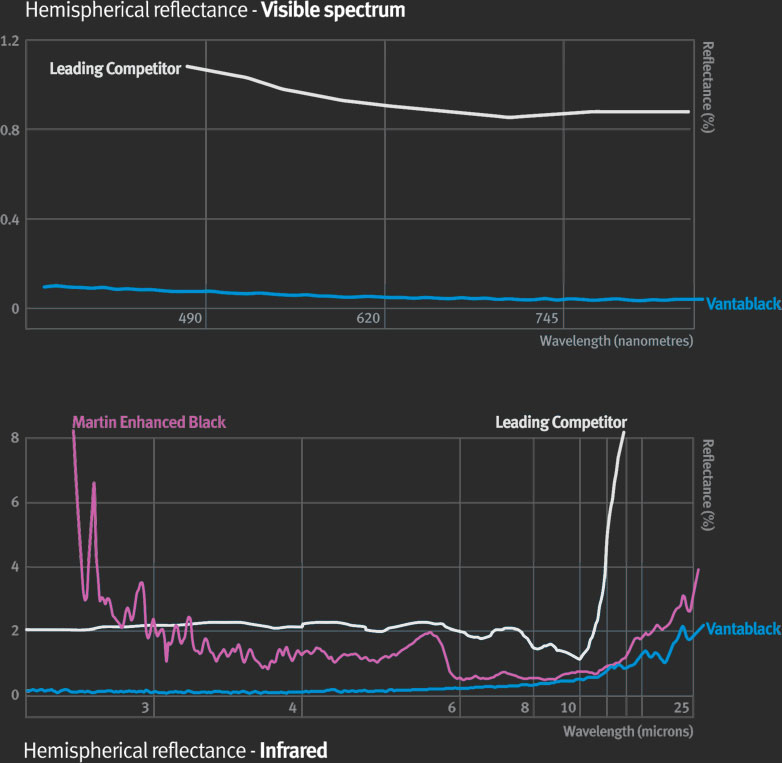 Hemispherical reflectance - Visible spectrum
1.2
Leading Competitor
Reflectance (%)
0.8
0.4
Vantablack
0
490 620 745
Wavelength (nanometres)
Martin Enhanced Black Leading Competitor
8
Reflectance (%)
6
4
2
Vantablack
0
3 4 6 8 10 25
Wavelength (microns)
Hemispherical reflectance - Infrared